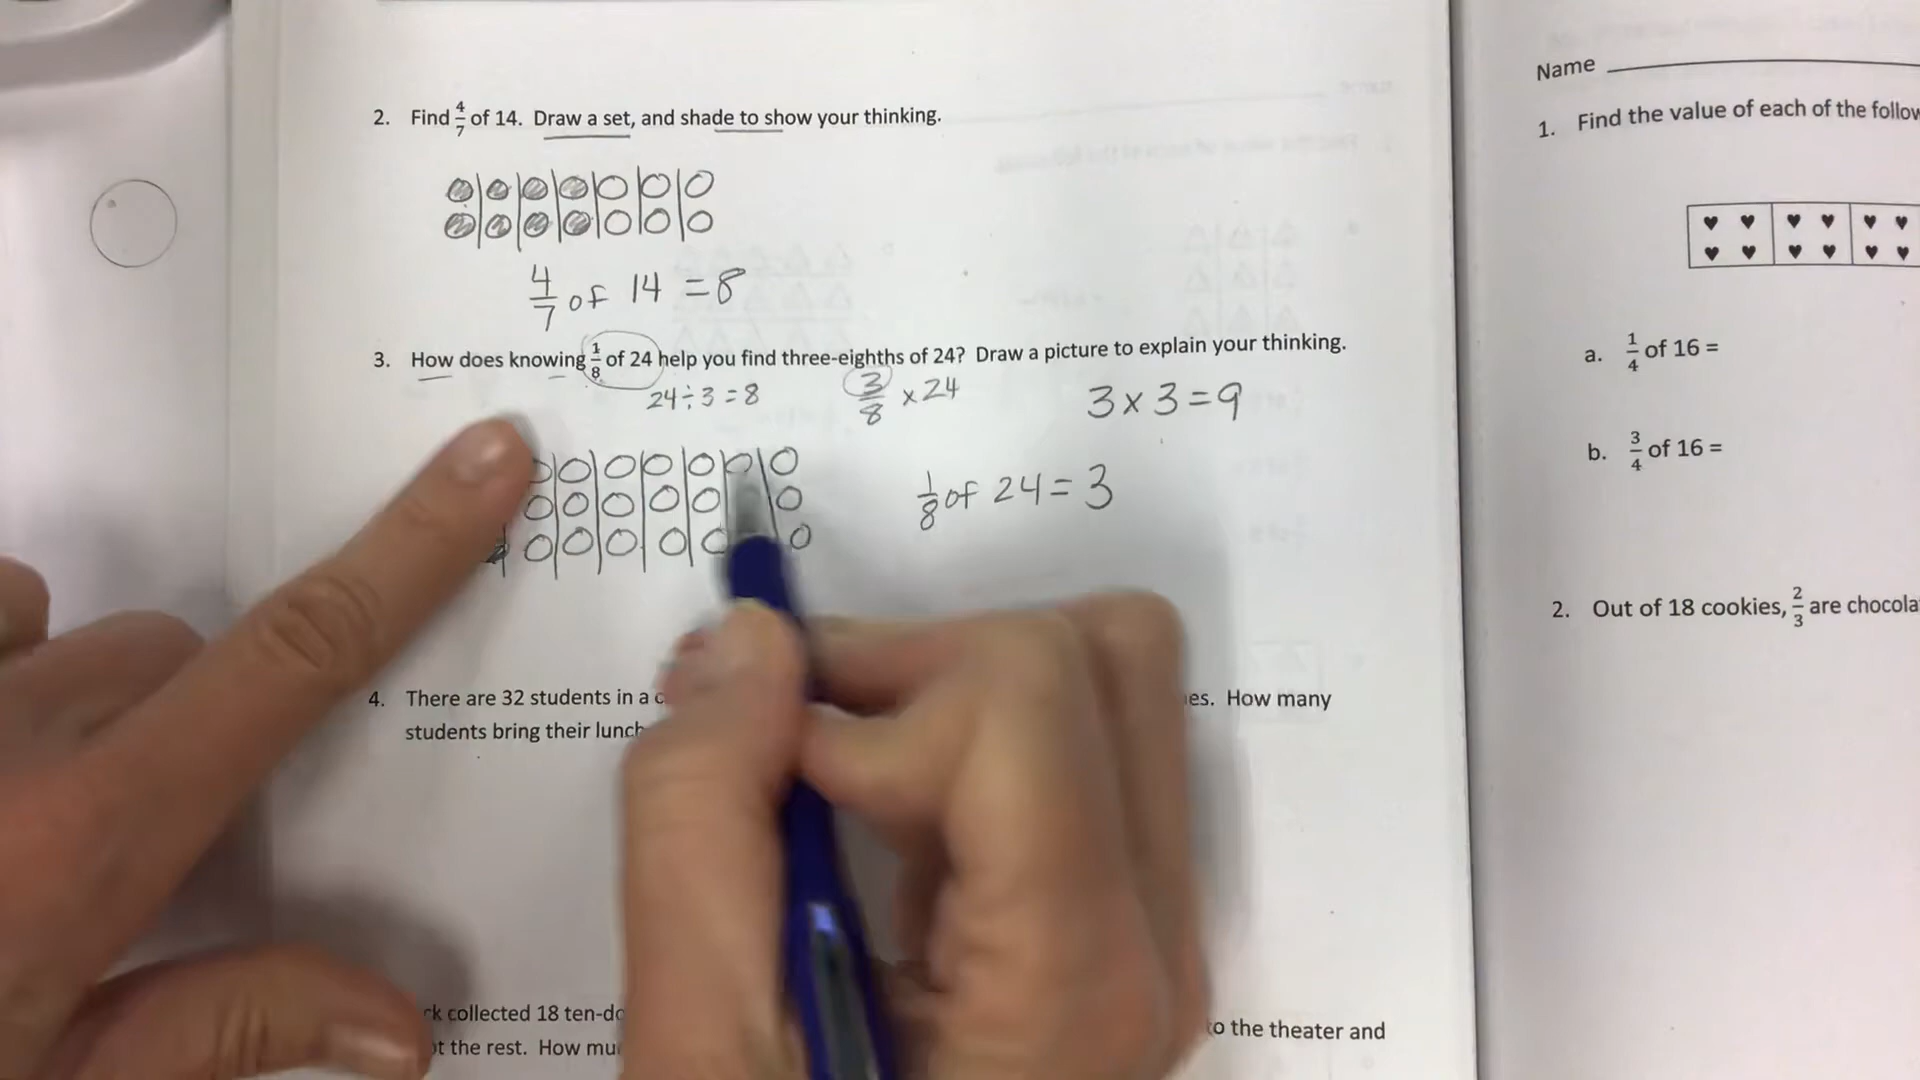 2. Find 4/7 of 14. Draw a set, and shade to show your thinking.
4/7 of 14 = 8
3. How does knowing 1/8 of 24 help you find three-eighths of 24? Draw a picture to explain your thinking.
24 ÷ 3 = 8
3/8 x 24
3 x 3 = 9
1/8 of 24 = 3
4. There are 32 students in a
es. How many
students bring their lunch
collected 18 ten-do
to the theater and
the rest. How mu
Name
1. Find the value of each of the follow
a. 1/4 of 16 =
b. 3/4 of 16 =
2. Out of 18 cookies, 2/3 are chocola